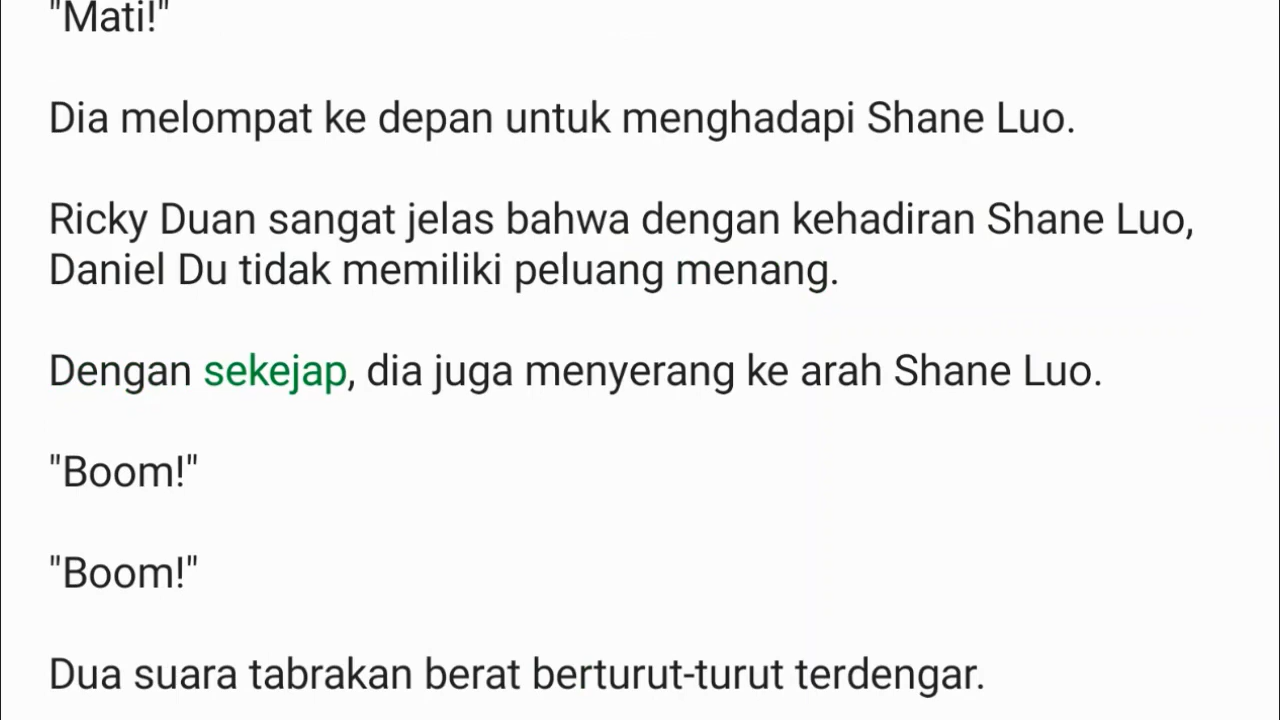 "Mati!"
Dia melompat ke depan untuk menghadapi Shane Luo.
Ricky Duan sangat jelas bahwa dengan kehadiran Shane Luo,
Daniel Du tidak memiliki peluang menang.
Dengan sekejap, dia juga menyerang ke arah Shane Luo.
"Boom!"
"Boom!"
Dua suara tabrakan berat berturut-turut terdengar.